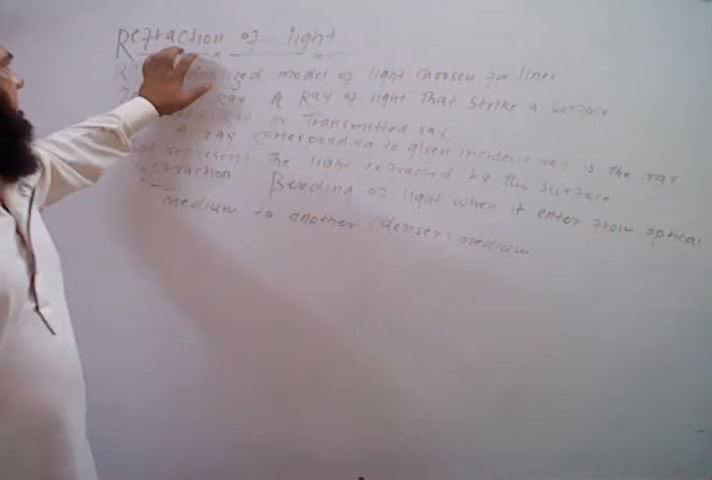 Refraction of light
R idealized model of light choosen for lines
ray A Ray of light That strike a surface
ray or Transmitted ray
A ray corresponding to given incident ray is The ray
represents The light refracted by The surface
refraction Bending of light when it enter from optical
medium to another (denser) medium